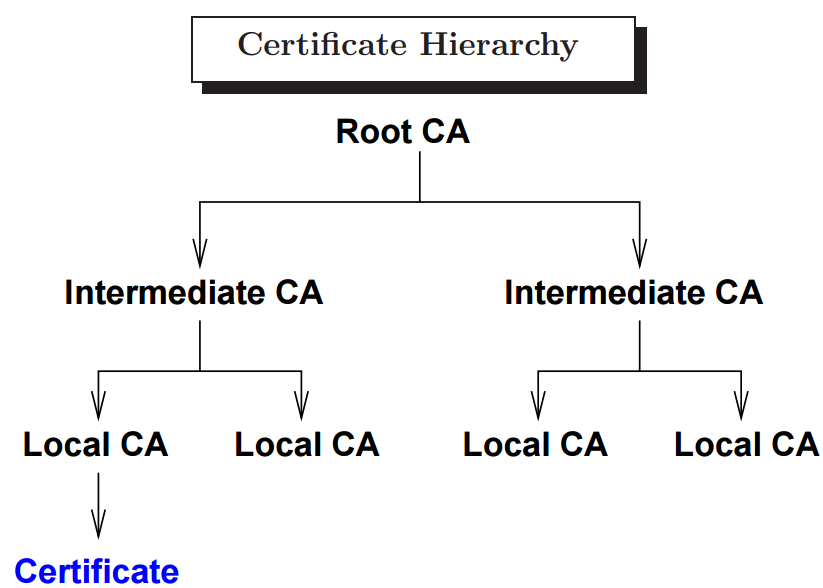 Certificate Hierarchy
Root CA
Intermediate CA
Intermediate CA
Local CA
Local CA
Local CA
Local CA
Certificate